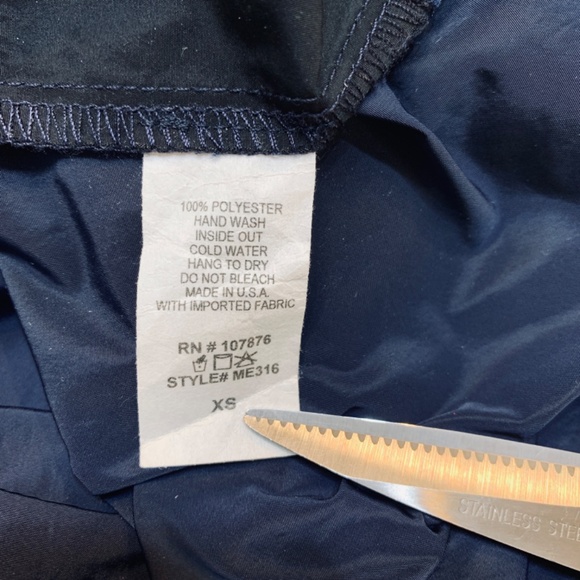 100% POLYESTER
HAND WASH
INSIDE OUT
COLD WATER
HANG TO DRY
DO NOT BLEACH
MADE IN U.S.A.
WITH IMPORTED FABRIC
RN # 107876
STYLE# ME316
XS
STAINLESS STEE